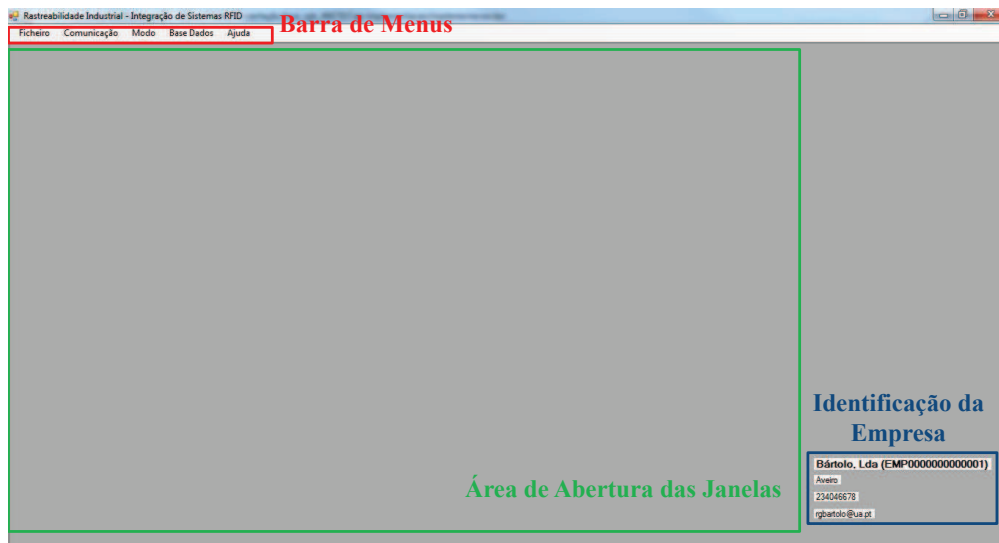 Rastreabilidade Industrial - Integração de Sistemas RFID
Barra de Menus
Ficheiro Comunicação Modo Base Dados Ajuda
Identificação da
Empresa
Bártolo, Lda (EMP0000000000001)
Aveiro
234046678
rgbartolo@ua.pt
Área de Abertura das Janelas